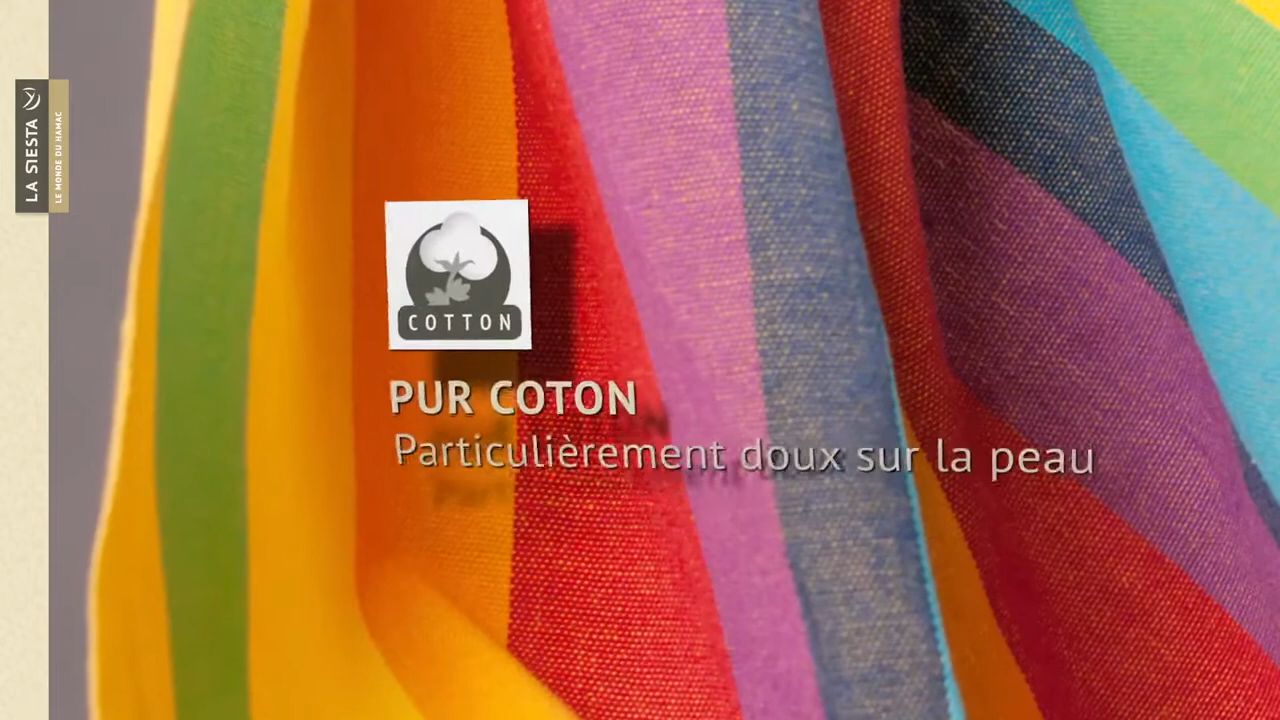 LA SIESTA
LE MONDE DU HAMAC
COTTON
PUR COTON
Particulièrement doux sur la peau